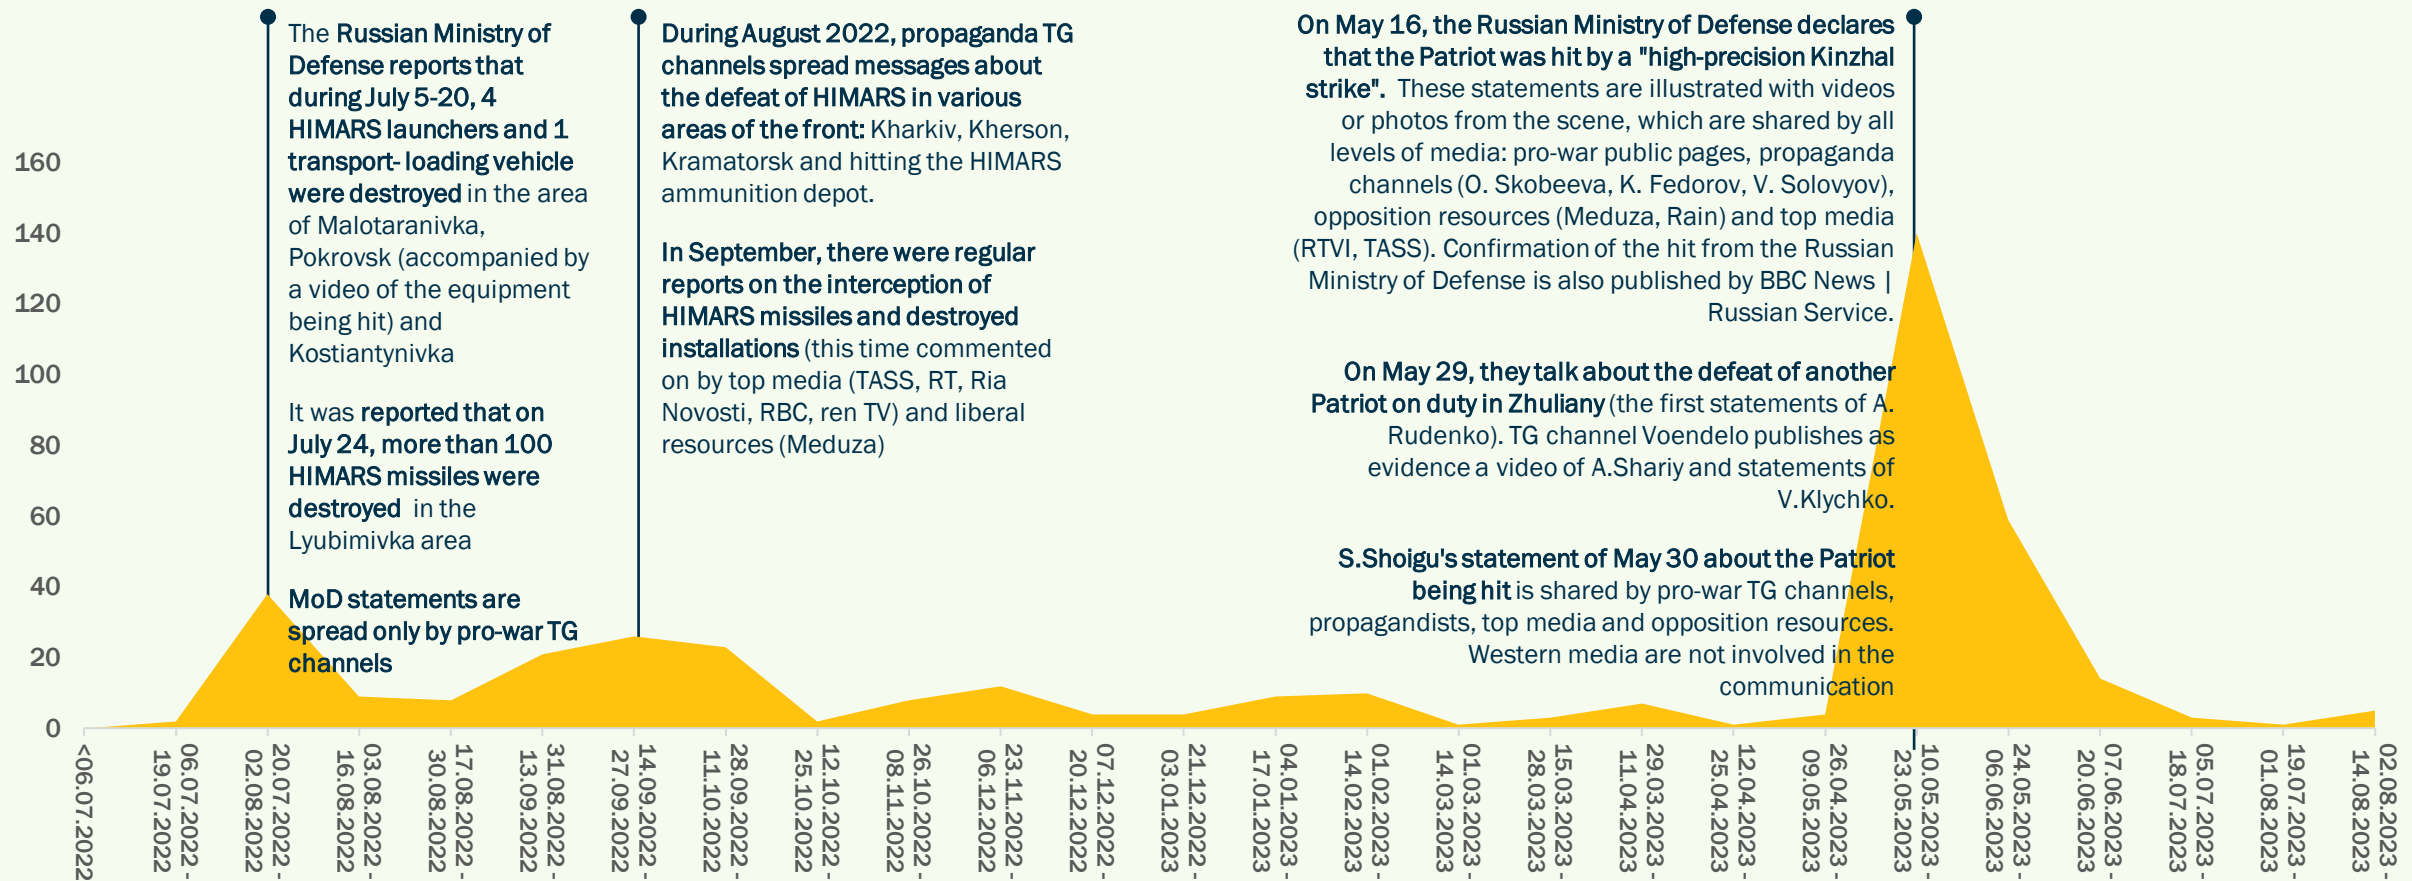 The Russian Ministry of
Defense reports that
during July 5-20, 4
HIMARS launchers and 1
transport- loading vehicle
were destroyed in the area
of Malotaranivka,
Pokrovsk (accompanied by
a video of the equipment
being hit) and
Kostiantynivka
It was reported that on
July 24, more than 100
HIMARS missiles were
destroyed in the
Lyubimivka area
MoD statements are
spread only by pro-war TG
channels
During August 2022, propaganda TG
channels spread messages about
the defeat of HIMARS in various
areas of the front: Kharkiv, Kherson,
Kramatorsk and hitting the HIMARS
ammunition depot.
In September, there were regular
reports on the interception of
HIMARS missiles and destroyed
installations (this time commented
on by top media (TASS, RT, Ria
Novosti, RBC, ren TV) and liberal
resources (Meduza)
On May 16, the Russian Ministry of Defense declares
that the Patriot was hit by a "high-precision Kinzhal
strike". These statements are illustrated with videos
or photos from the scene, which are shared by all
levels of media: pro-war public pages, propaganda
channels (O. Skobeeva, K. Fedorov, V. Solovyov),
opposition resources (Meduza, Rain) and top media
(RTVI, TASS). Confirmation of the hit from the Russian
Ministry of Defense is also published by BBC News |
Russian Service.
On May 29, they talk about the defeat of another
Patriot on duty in Zhuliany (the first statements of A.
Rudenko). TG channel Voendelo publishes as
evidence a video of A.Shariy and statements of
V.Klychko.
S.Shoigu's statement of May 30 about the Patriot
being hit is shared by pro-war TG channels,
propagandists, top media and opposition resources.
Western media are not involved in the
communication
160
140
120
100
80
60
40
20
0
<06.07.2022
06.07.2022 -
19.07.2022
20.07.2022 -
02.08.2022
03.08.2022 -
16.08.2022
17.08.2022 -
30.08.2022
31.08.2022 -
13.09.2022
14.09.2022 -
27.09.2022
28.09.2022 -
11.10.2022
12.10.2022 -
25.10.2022
26.10.2022 -
08.11.2022
23.11.2022 -
06.12.2022
07.12.2022 -
20.12.2022
21.12.2022 -
03.01.2023
04.01.2023 -
17.01.2023
01.02.2023 -
14.02.2023
01.03.2023 -
14.03.2023
15.03.2023 -
28.03.2023
29.03.2023 -
11.04.2023
12.04.2023 -
25.04.2023
26.04.2023 -
09.05.2023
10.05.2023 -
23.05.2023
24.05.2023 -
06.06.2023
07.06.2023 -
20.06.2023
05.07.2023 -
18.07.2023
19.07.2023 -
01.08.2023
02.08.2023 -
14.08.2023